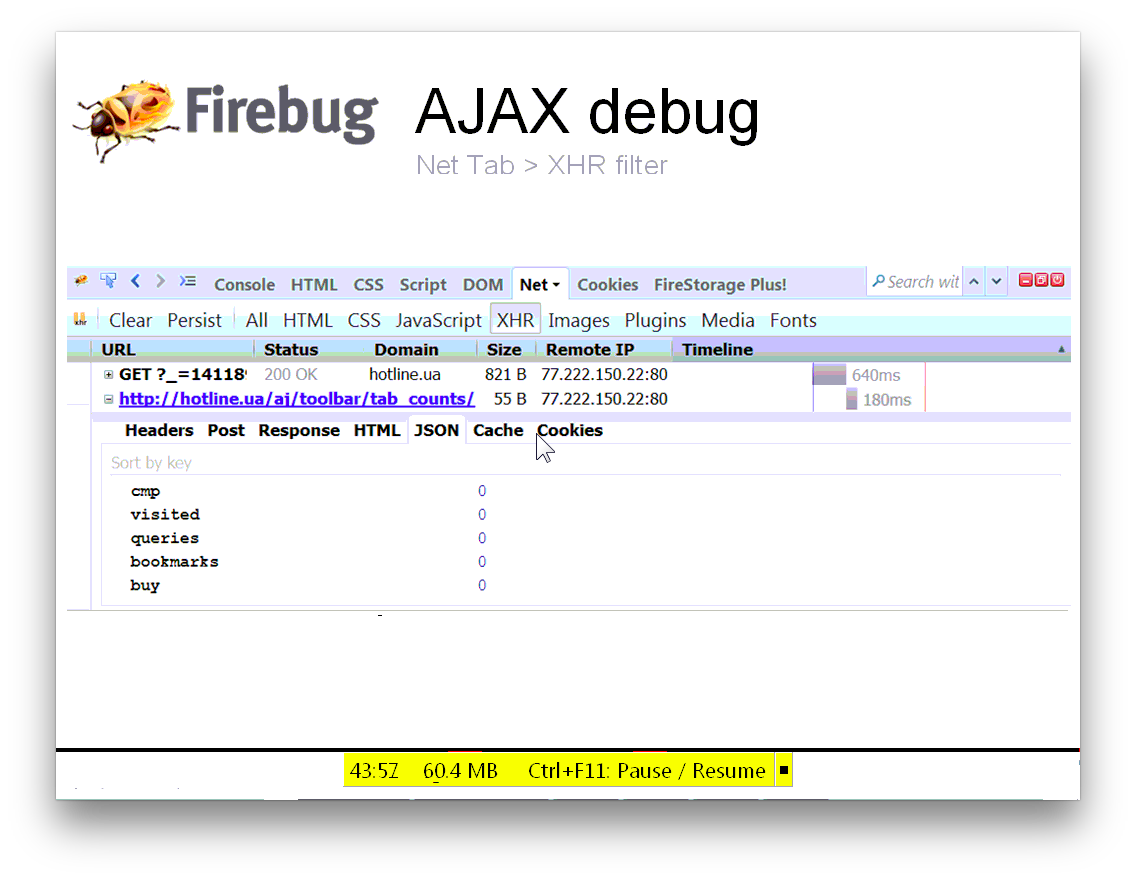 Firebug AJAX debug
Net Tab > XHR filter
Console HTML CSS Script DOM Net Cookies FireStorage Plus! Search wit
xhr Clear Persist All HTML CSS JavaScript XHR Images Plugins Media Fonts
URL Status Domain Size Remote IP Timeline
GET ?_=14118 200 OK hotline.ua 821 B 77.222.150.22:80 640ms
http://hotline.ua/aj/toolbar/tab_counts/ 55 B 77.222.150.22:80 180ms
Headers Post Response HTML JSON Cache Cookies
Sort by key
cmp 0
visited 0
queries 0
bookmarks 0
buy 0
43:57 60.4 MB Ctrl+F11: Pause / Resume